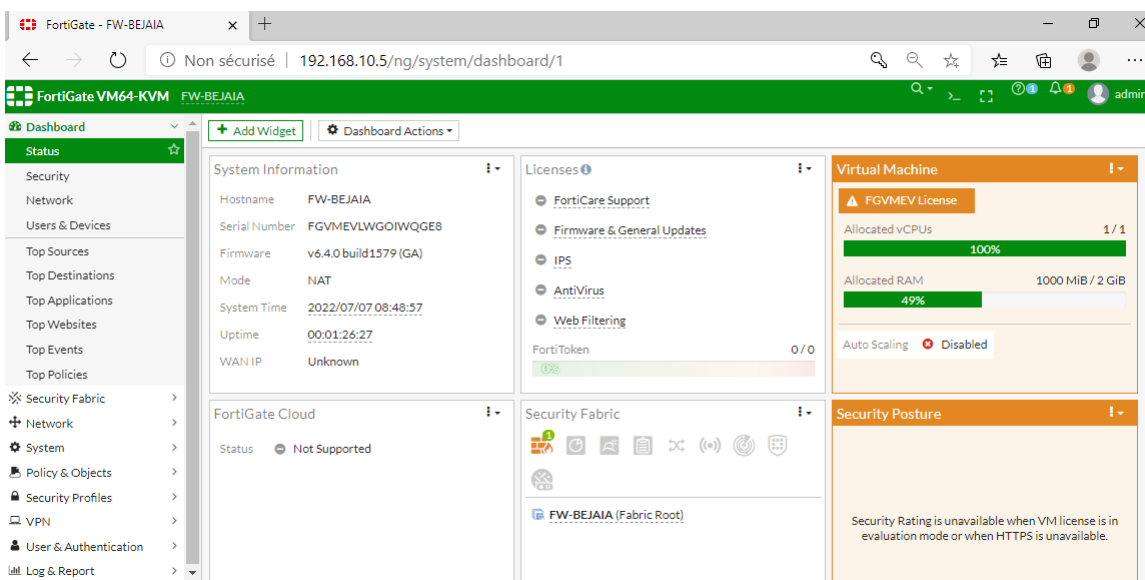 FortiGate - FW-BEJAIA
Non sécurisé | 192.168.10.5/ng/system/dashboard/1
FortiGate VM64-KVM FW-BEJAIA
1
1
admin
Dashboard
Status
Security
Network
Users & Devices
Top Sources
Top Destinations
Top Applications
Top Websites
Top Events
Top Policies
Security Fabric
Network
System
Policy & Objects
Security Profiles
VPN
User & Authentication
Log & Report
+ Add Widget
Dashboard Actions
System Information
Hostname FW-BEJAIA
Serial Number FGVMEVLWGOIWQGE8
Firmware v6.4.0 build1579 (GA)
Mode NAT
System Time 2022/07/07 08:48:57
Uptime 00:01:26:27
WAN IP Unknown
Licenses
FortiCare Support
Firmware & General Updates
IPS
AntiVirus
Web Filtering
FortiToken 0/0
0%
Virtual Machine
FGVMEV License
Allocated vCPUs 1/1
100%
Allocated RAM 1000 MiB / 2 GiB
49%
Auto Scaling Disabled
FortiGate Cloud
Status Not Supported
Security Fabric
1
FW-BEJAIA (Fabric Root)
Security Posture
Security Rating is unavailable when VM license is in
evaluation mode or when HTTPS is unavailable.